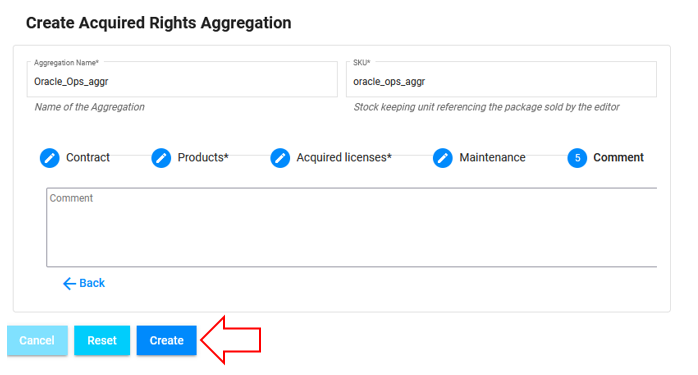 Create Acquired Rights Aggregation
Aggregation Name* SKU*
Oracle_Ops_aggr oracle_ops_aggr
Name of the Aggregation Stock keeping unit referencing the package sold by the editor
Contract Products* Acquired licenses* Maintenance 5 Comment
Comment
Back
Cancel Reset Create